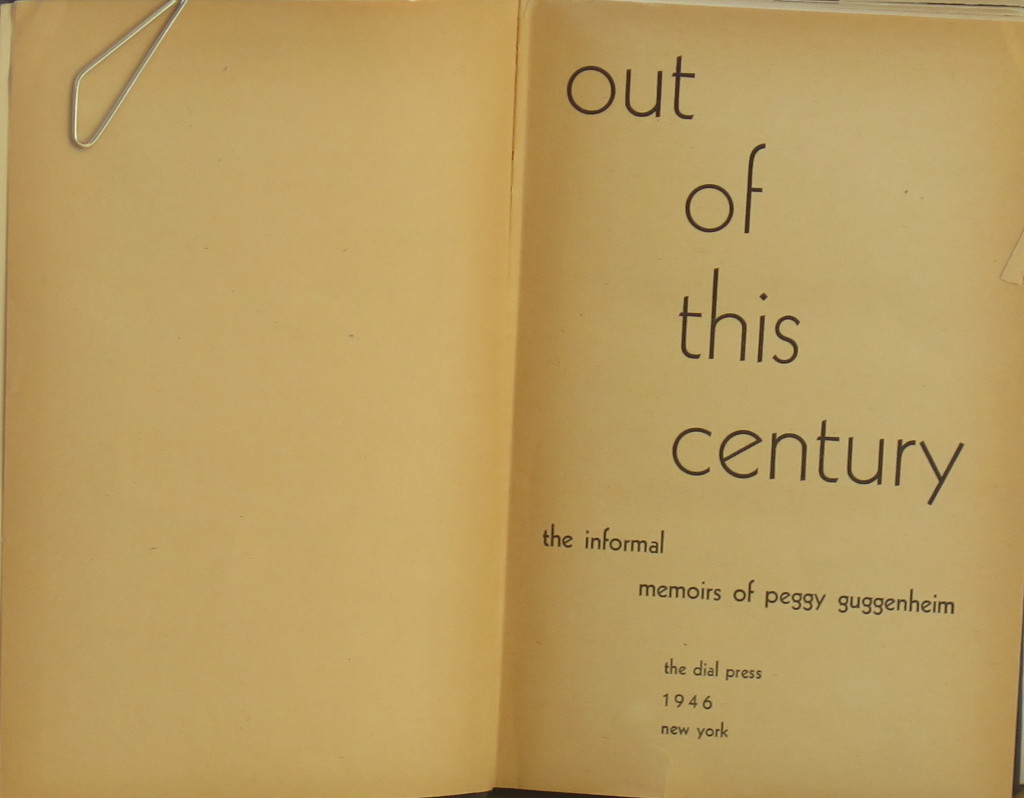 out
of
this
century
the informal
memoirs of peggy guggenheim
the dial press
1946
new york